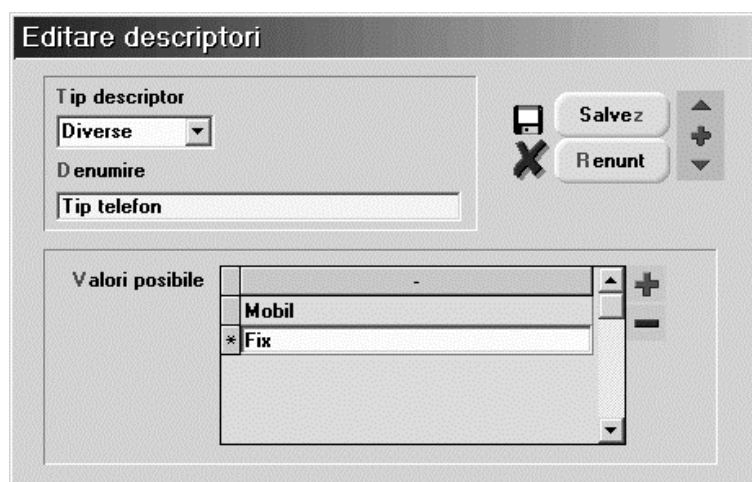 Editare descriptori
Tip descriptor
Diverse
Denumire
Tip telefon
Salvez
Renunt
Valori posibile
-
Mobil
* Fix